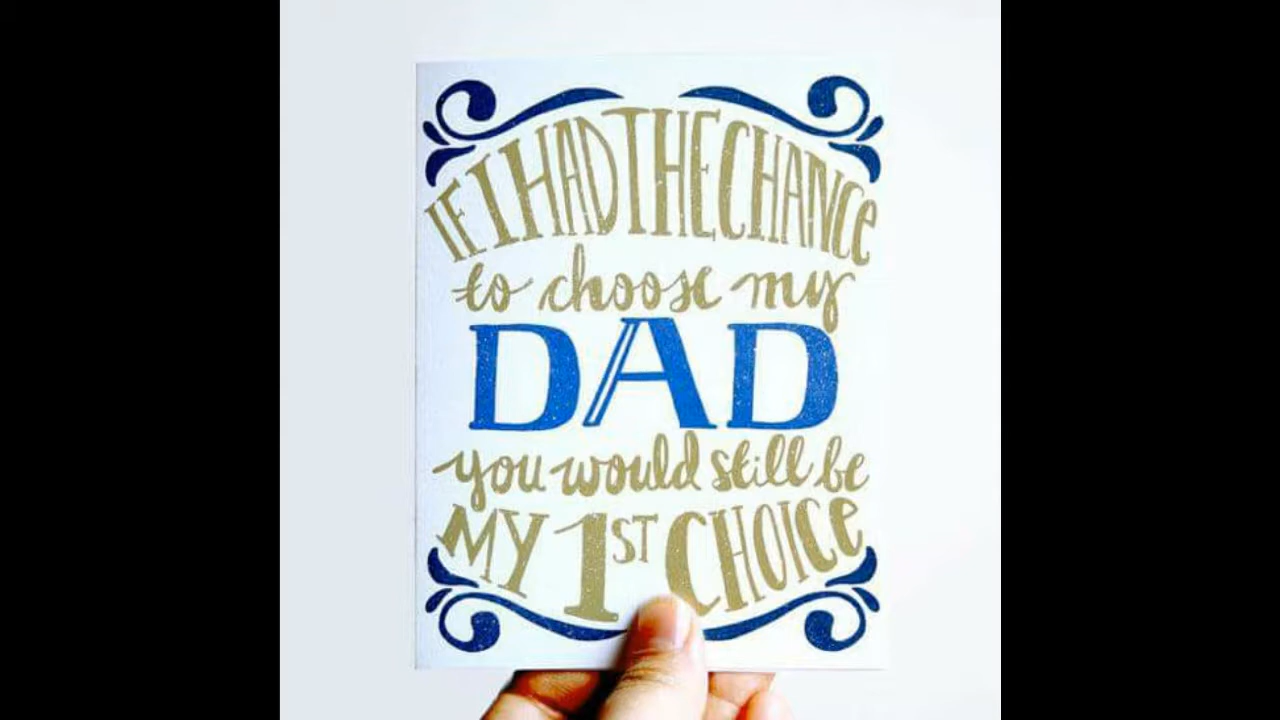 IF I HAD THE CHANCe
to choose my
DAD
you would still be
MY 1ST CHOICe